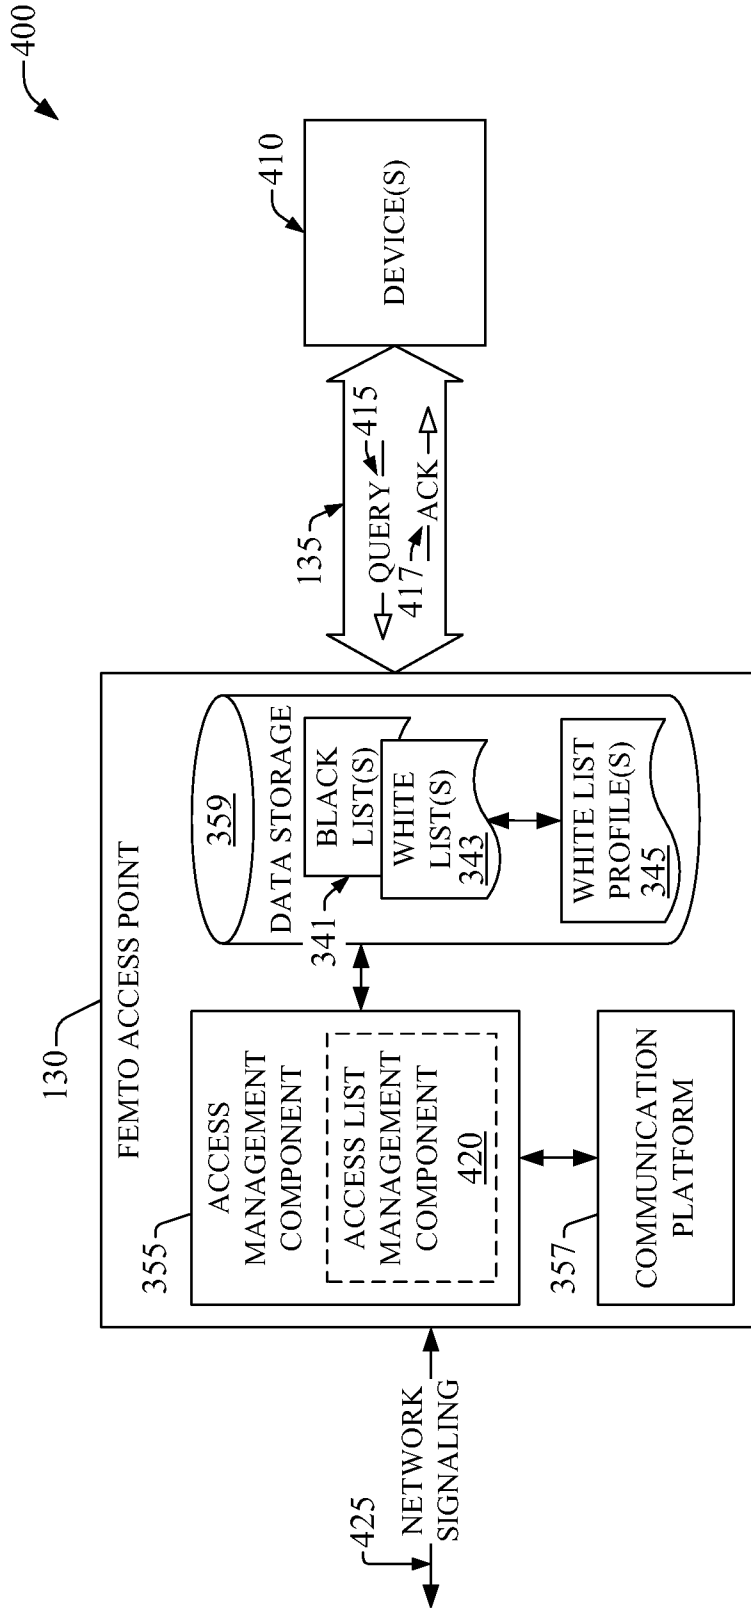 400
130
FEMTO ACCESS POINT
355
ACCESS
MANAGEMENT
COMPONENT
ACCESS LIST
MANAGEMENT
COMPONENT
420
357
COMMUNICATION
PLATFORM
359
DATA STORAGE
341
BLACK
LIST(S)
WHITE
LIST(S)
343
WHITE LIST
PROFILE(S)
345
425
NETWORK
SIGNALING
135
QUERY 415
417 ACK
410
DEVICE(S)